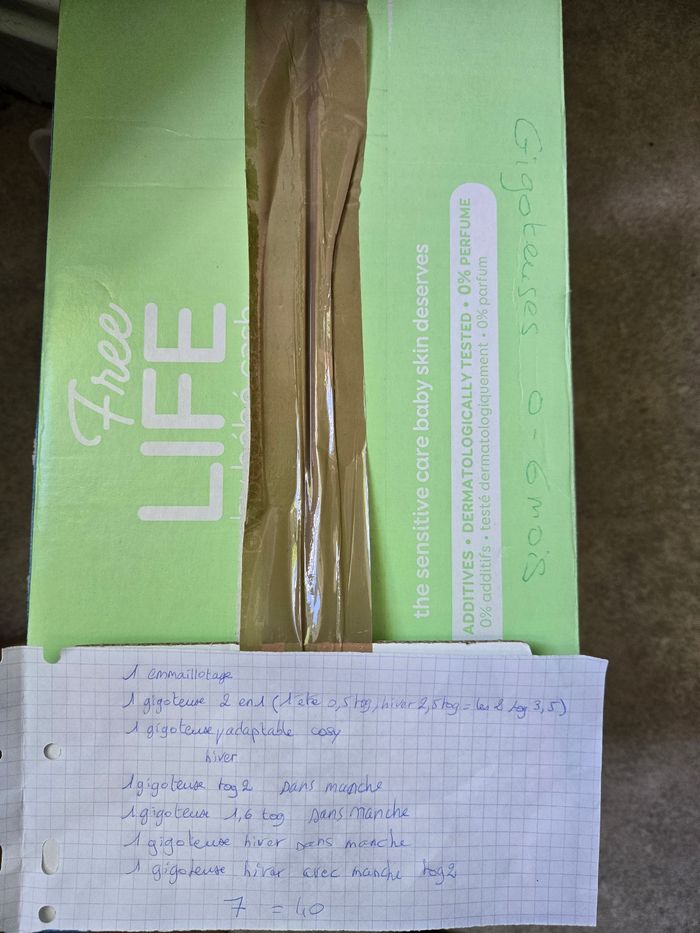 Free
LIFE
the sensitive care baby skin deserves
ADDITIVES • DERMATOLOGICALLY TESTED • 0% PERFUME
0% additifs • testé dermatologiquement • 0% parfum
Gigoteuses 0-6 mois
1 emmaillotage
1 gigoteuse 2 en 1 (1 été 0,5 tog, hiver 2,5 tog = les 2 tog 3,5)
1 gigoteuse adaptable cosy
hiver
1 gigoteuse tog 2 sans manche
1 gigoteuse 1,6 tog sans manche
1 gigoteuse hiver sans manche
1 gigoteuse hiver avec manche tog 2
7 = 40